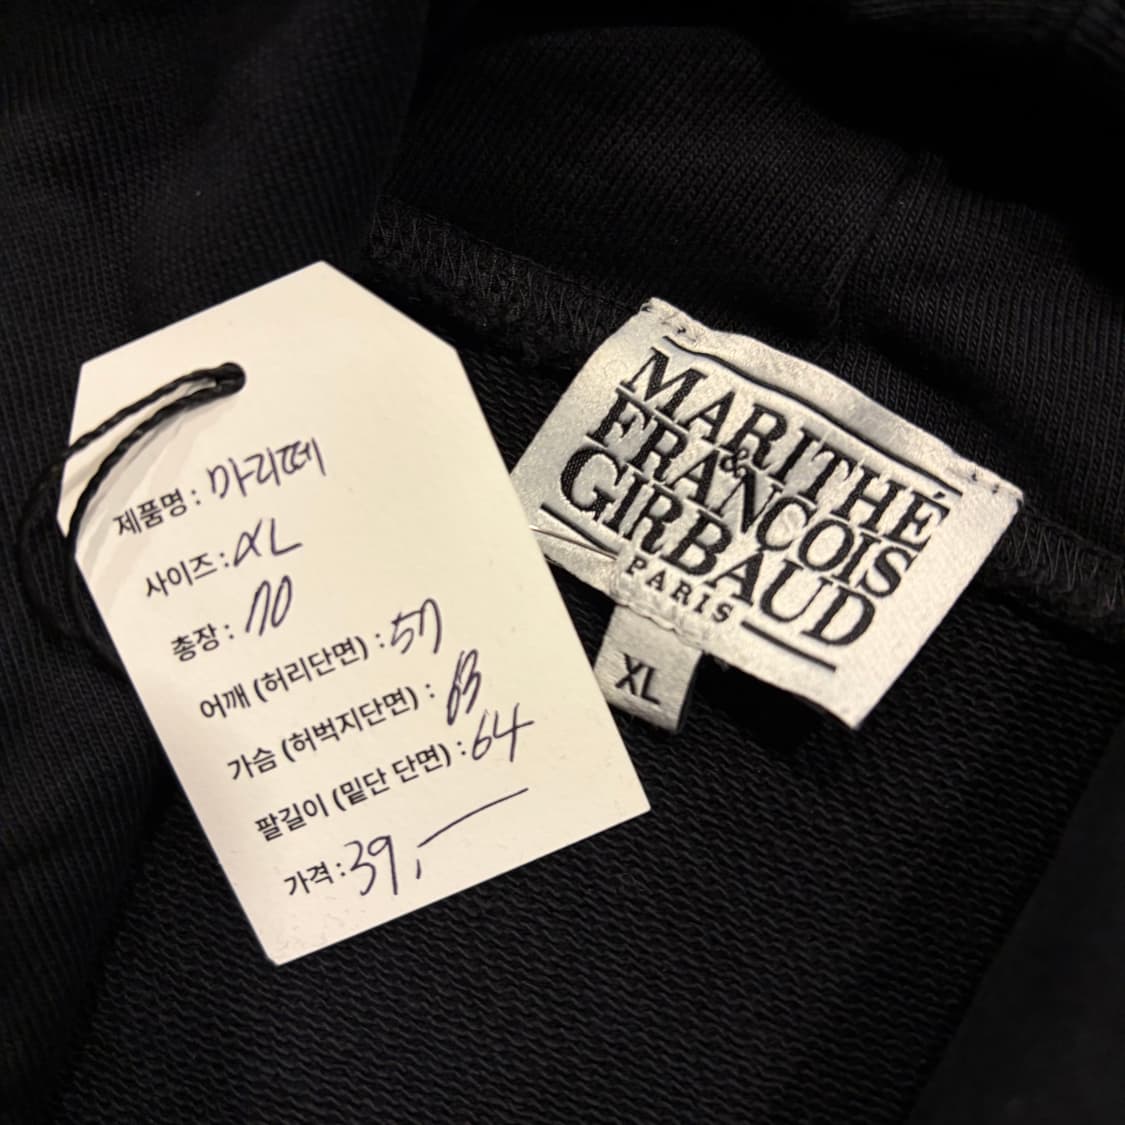 제품명 : 마리떼
사이즈 : XL
총장 : 70
어깨 (허리단면) : 57
가슴 (허벅지단면) : 63
팔길이 (밑단 단면) : 64
가격 : 39,—
MARITHÉ
FRANÇOIS
&
GIRBAUD
PARIS
XL